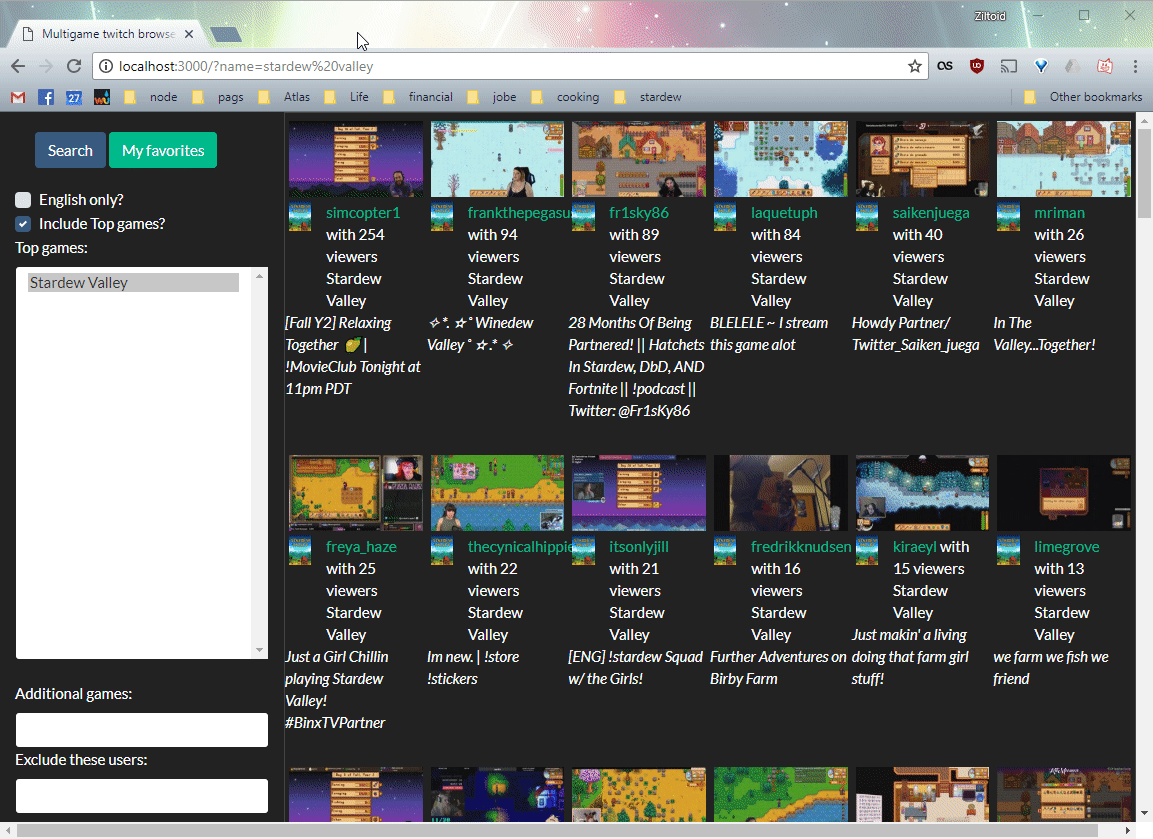 Ziltoid
Multigame twitch browse
localhost:3000/?name=stardew%20valley
27
node
pags
Atlas
Life
financial
jobe
cooking
stardew
Other bookmarks
Search
My favorites
English only?
Include Top games?
Top games:
Stardew Valley
Additional games:
Exclude these users:
simcopter1
with 254
viewers
Stardew
Valley
[Fall Y2] Relaxing
Together 🥭 |
!MovieClub Tonight at
11pm PDT
frankthepegasu
with 94
viewers
Stardew
Valley
✧*. ☆˚ Winedew
Valley ˚ ☆.* ✧
fr1sky86
with 89
viewers
Stardew
Valley
28 Months Of Being
Partnered! || Hatchets
In Stardew, DbD, AND
Fortnite || !podcast ||
Twitter: @Fr1sKy86
laquetuph
with 84
viewers
Stardew
Valley
BLELELE ~ I stream
this game alot
saikenjuega
with 40
viewers
Stardew
Valley
Howdy Partner/
Twitter_Saiken_juega
mriman
with 26
viewers
Stardew
Valley
In The
Valley...Together!
freya_haze
with 25
viewers
Stardew
Valley
Just a Girl Chillin
playing Stardew
Valley!
#BinxTVPartner
thecynicalhippie
with 22
viewers
Stardew
Valley
Im new. | !store
!stickers
itsonlyjill
with 21
viewers
Stardew
Valley
[ENG] !stardew Squad
w/ the Girls!
fredrikknudsen
with 16
viewers
Stardew
Valley
Further Adventures on
Birby Farm
kiraeyl with
15 viewers
Stardew
Valley
Just makin' a living
doing that farm girl
stuff!
limegrove
with 13
viewers
Stardew
Valley
we farm we fish we
friend